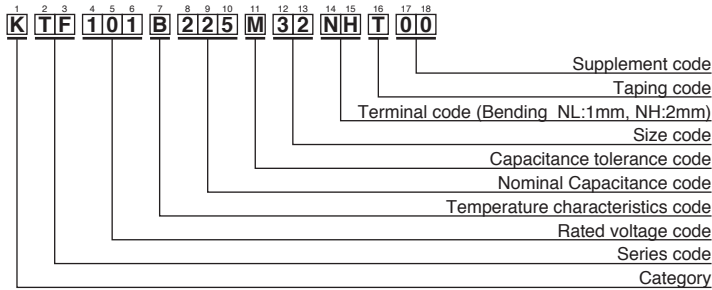 1 2 3 4 5 6 7 8 9 10 11 12 13 14 15 16 17 18
K TF 101 B 225 M 32 NH T 00
Supplement code
Taping code
Terminal code (Bending NL:1mm, NH:2mm)
Size code
Capacitance tolerance code
Nominal Capacitance code
Temperature characteristics code
Rated voltage code
Series code
Category